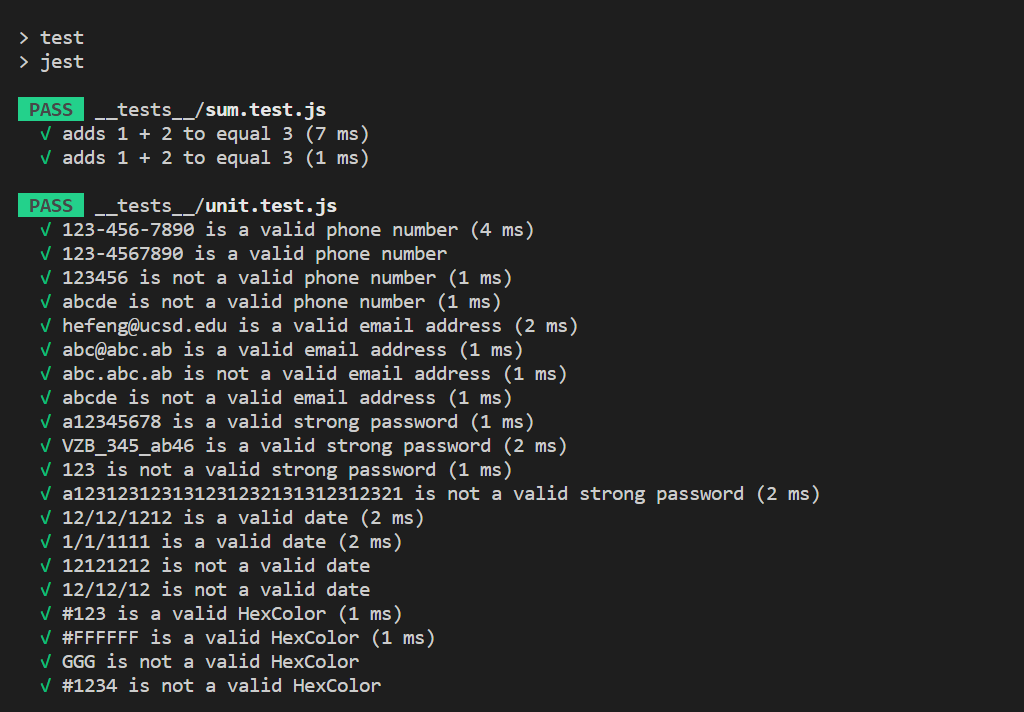 > test
> jest
PASS __tests__/sum.test.js
√ adds 1 + 2 to equal 3 (7 ms)
√ adds 1 + 2 to equal 3 (1 ms)
PASS __tests__/unit.test.js
√ 123-456-7890 is a valid phone number (4 ms)
√ 123-4567890 is a valid phone number
√ 123456 is not a valid phone number (1 ms)
√ abcde is not a valid phone number (1 ms)
√ hefeng@ucsd.edu is a valid email address (2 ms)
√ abc@abc.ab is a valid email address (1 ms)
√ abc.abc.ab is not a valid email address (1 ms)
√ abcde is not a valid email address (1 ms)
√ a12345678 is a valid strong password (1 ms)
√ VZB_345_ab46 is a valid strong password (2 ms)
√ 123 is not a valid strong password (1 ms)
√ a123123123131231232131312312321 is not a valid strong password (2 ms)
√ 12/12/1212 is a valid date (2 ms)
√ 1/1/1111 is a valid date (2 ms)
√ 12121212 is not a valid date
√ 12/12/12 is not a valid date
√ #123 is a valid HexColor (1 ms)
√ #FFFFFF is a valid HexColor (1 ms)
√ GGG is not a valid HexColor
√ #1234 is not a valid HexColor